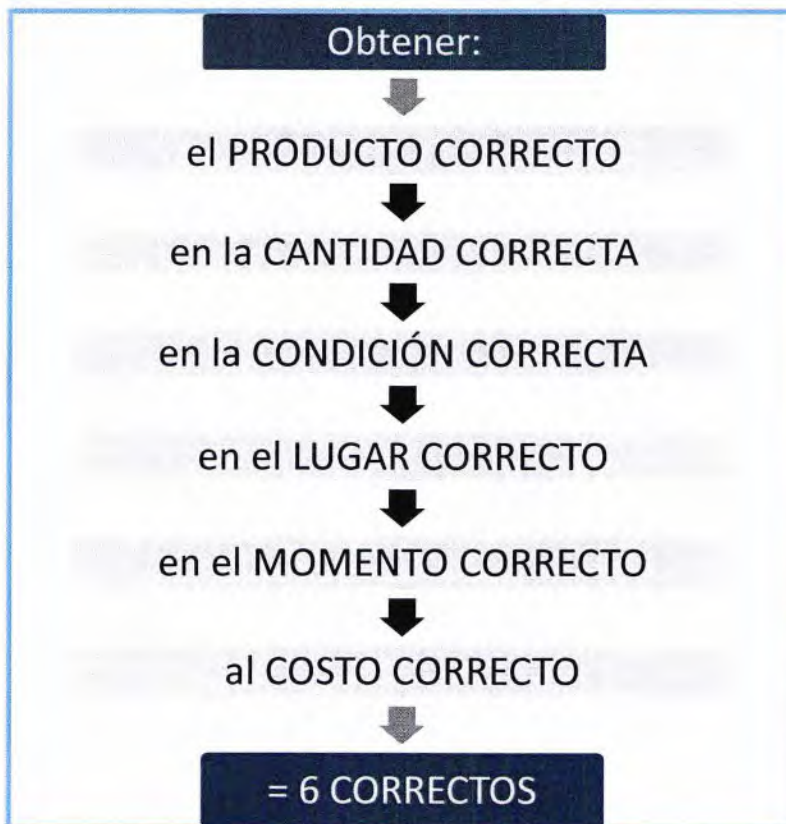 Obtener:
el PRODUCTO CORRECTO
en la CANTIDAD CORRECTA
en la CONDICIÓN CORRECTA
en el LUGAR CORRECTO
en el MOMENTO CORRECTO
al COSTO CORRECTO
= 6 CORRECTOS